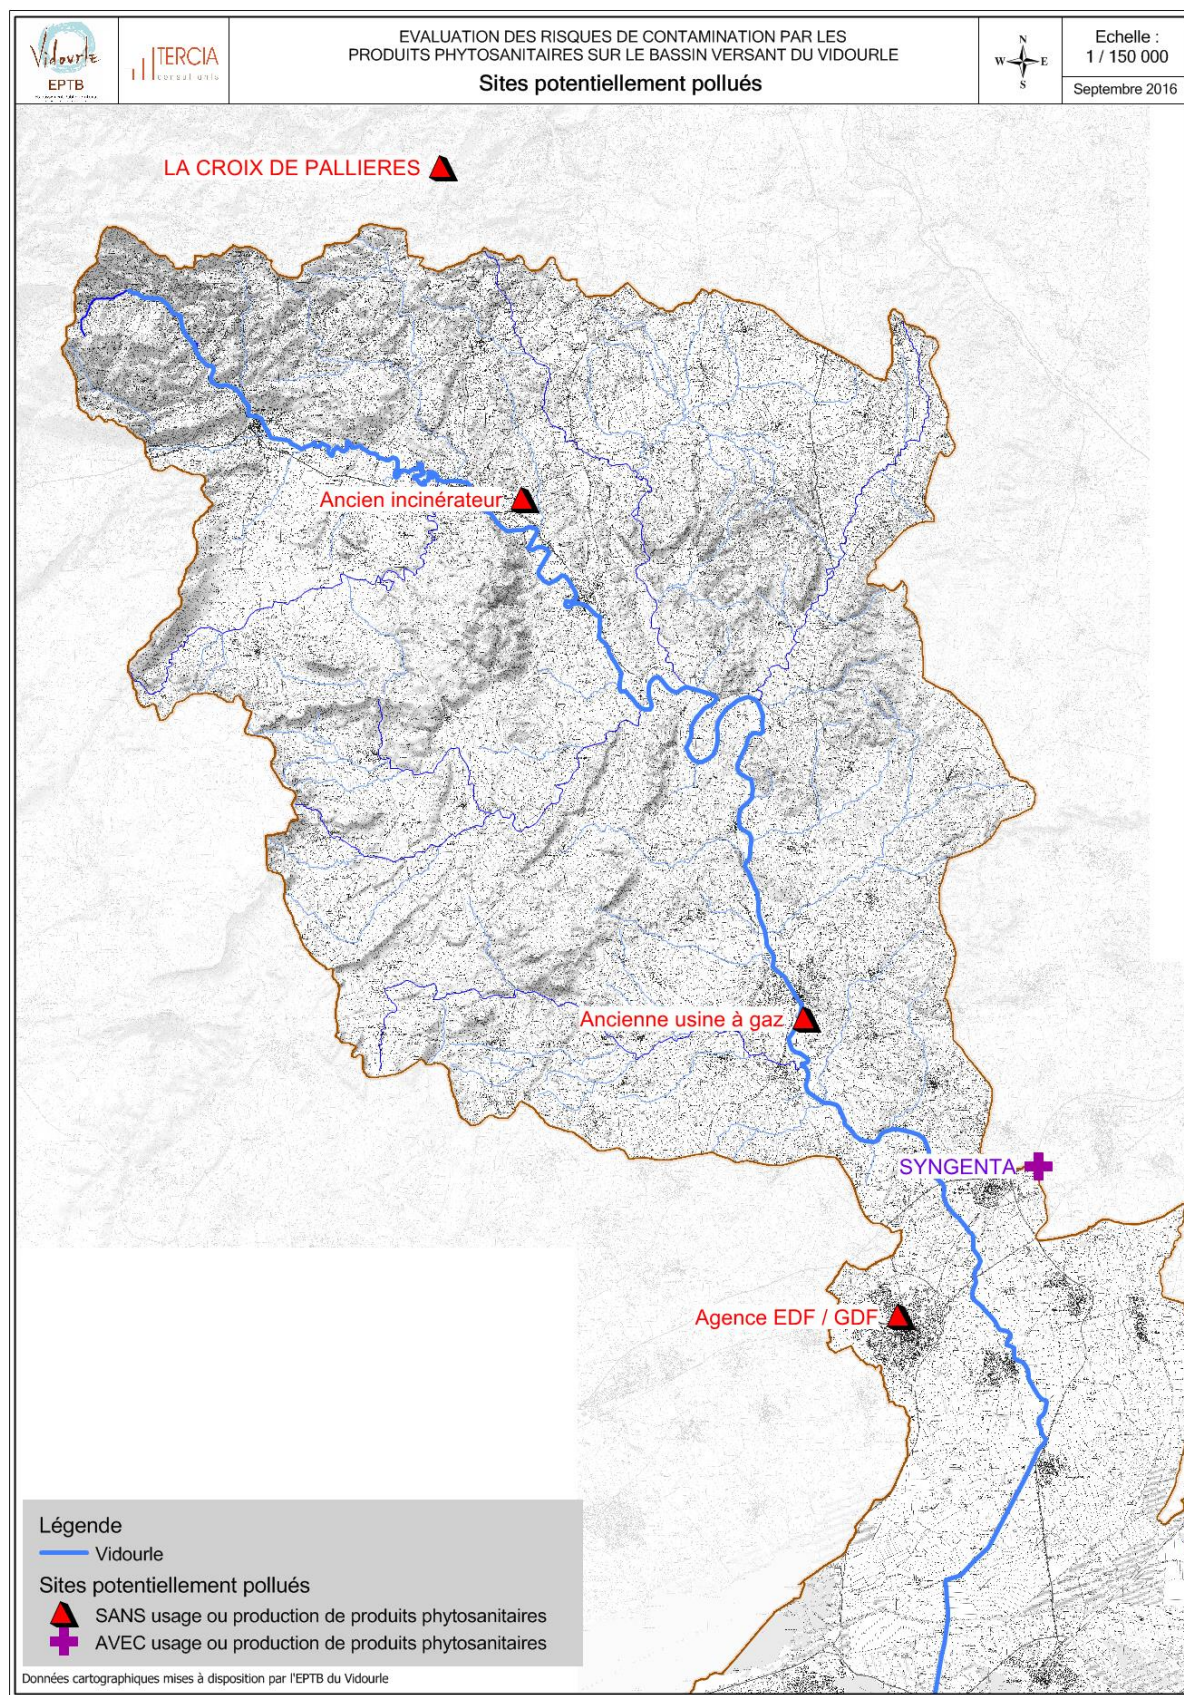 Vidourle
EPTB
TERCIA
consultants
EVALUATION DES RISQUES DE CONTAMINATION PAR LES
PRODUITS PHYTOSANITAIRES SUR LE BASSIN VERSANT DU VIDOURLE
Sites potentiellement pollués
N
W E
S
Echelle :
1 / 150 000
Septembre 2016
LA CROIX DE PALLIERES
Ancien incinérateur
Ancienne usine à gaz
SYNGENTA
Agence EDF / GDF
Légende
Vidourle
Sites potentiellement pollués
SANS usage ou production de produits phytosanitaires
AVEC usage ou production de produits phytosanitaires
Données cartographiques mises à disposition par l'EPTB du Vidourle